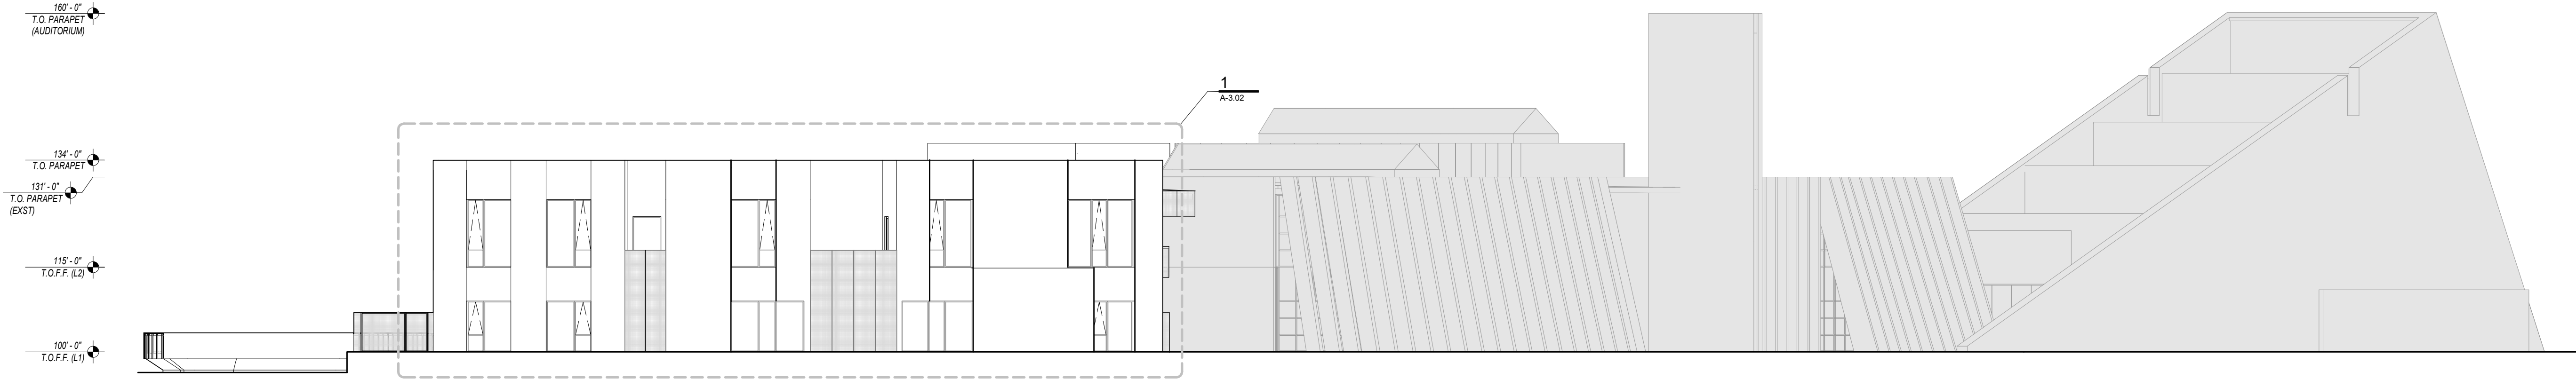 160' - 0"
T.O. PARAPET
(AUDITORIUM)
1
A-3.02
134' - 0"
T.O. PARAPET
131' - 0"
T.O. PARAPET
(EXST)
115' - 0"
T.O.F.F. (L2)
100' - 0"
T.O.F.F. (L1)